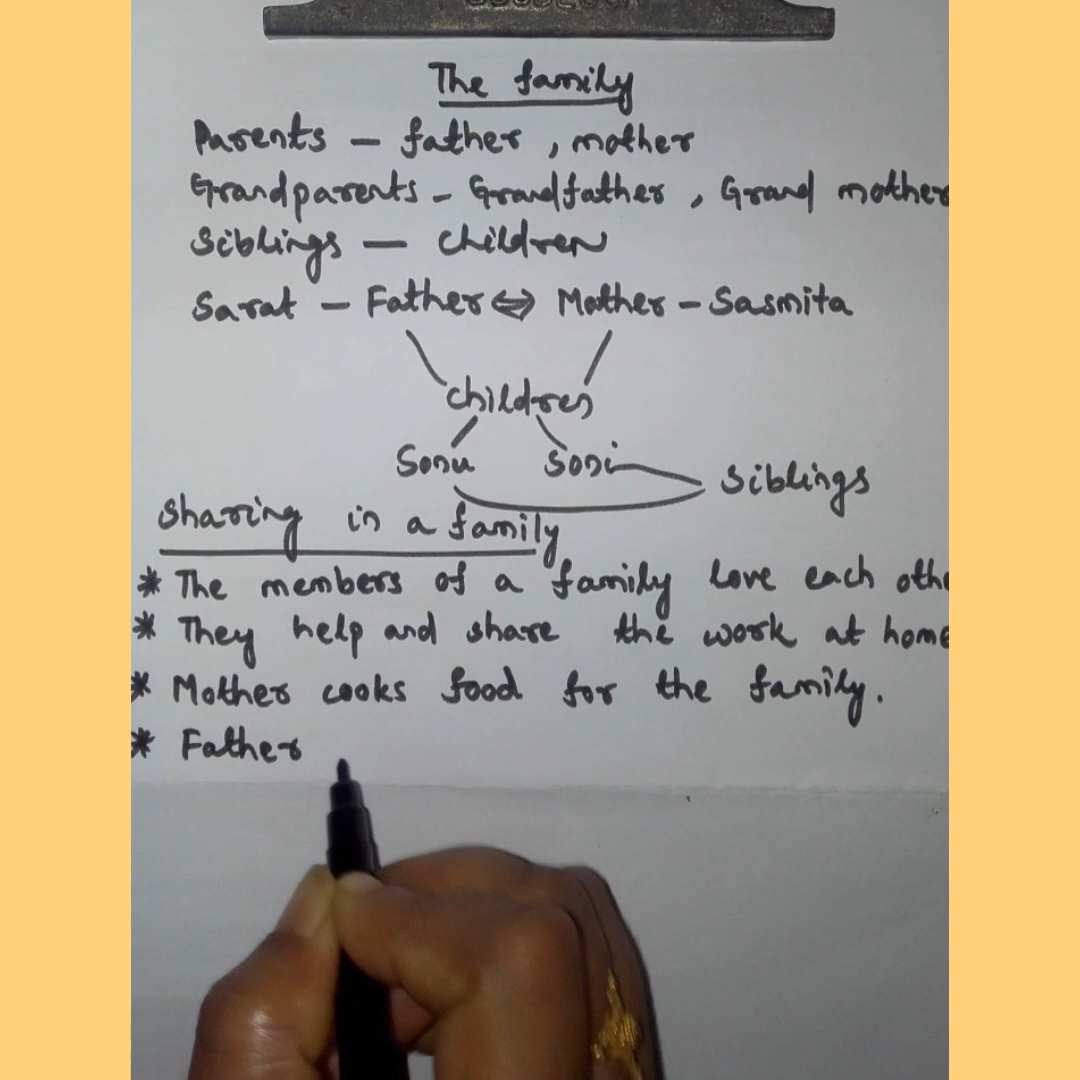 The family
Parents — father , mother
Grandparents - Grandfather , Grand mother
Siblings — children
Sarat — Father ⇔ Mother — Sasmita
children
Sonu Soni
Siblings
Sharing in a family
* The members of a family love each othe
* They help and share the work at home
* Mother cooks food for the family.
* Father